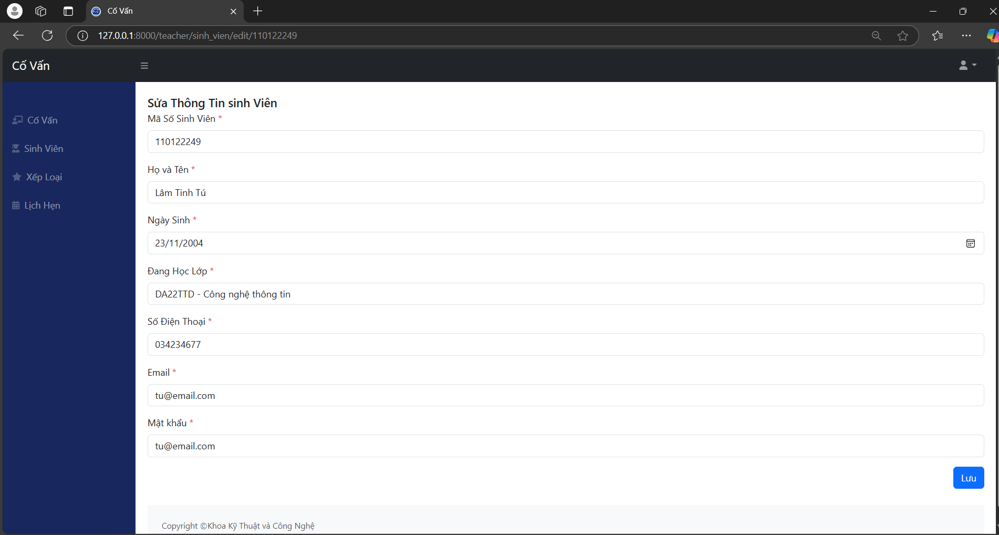 Cố Vấn
127.0.0.1:8000/teacher/sinh_vien/edit/110122249
Cố Vấn
Cố Vấn
Sinh Viên
Xếp Loại
Lịch Hẹn
Sửa Thông Tin sinh Viên
Mã Số Sinh Viên *
110122249
Họ và Tên *
Lâm Tinh Tú
Ngày Sinh *
23/11/2004
Đang Học Lớp *
DA22TTD - Công nghệ thông tin
Số Điện Thoại *
034234677
Email *
tu@email.com
Mật khẩu *
tu@email.com
Lưu
Copyright ©Khoa Kỹ Thuật và Công Nghệ